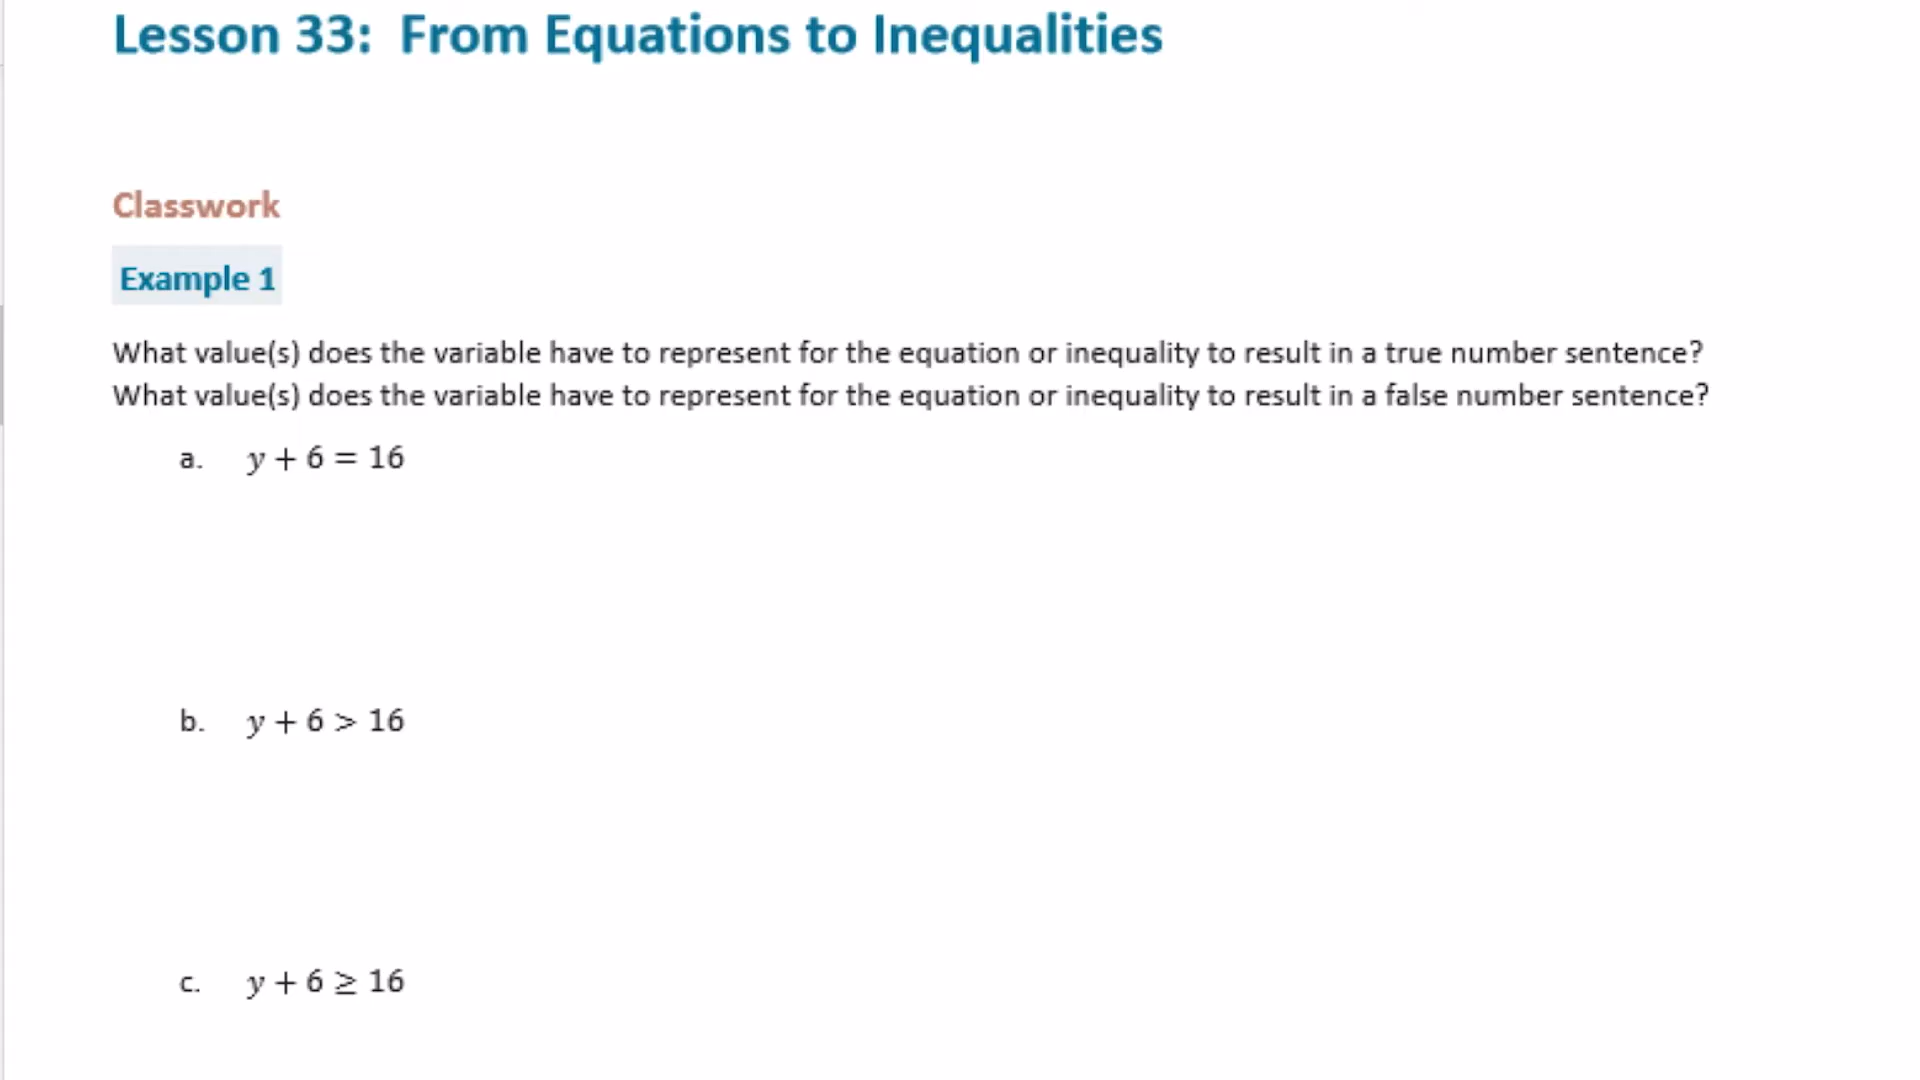 Lesson 33: From Equations to Inequalities
Classwork
Example 1
What value(s) does the variable have to represent for the equation or inequality to result in a true number sentence?
What value(s) does the variable have to represent for the equation or inequality to result in a false number sentence?
a. y + 6 = 16
b. y + 6 > 16
c. y + 6 ≥ 16